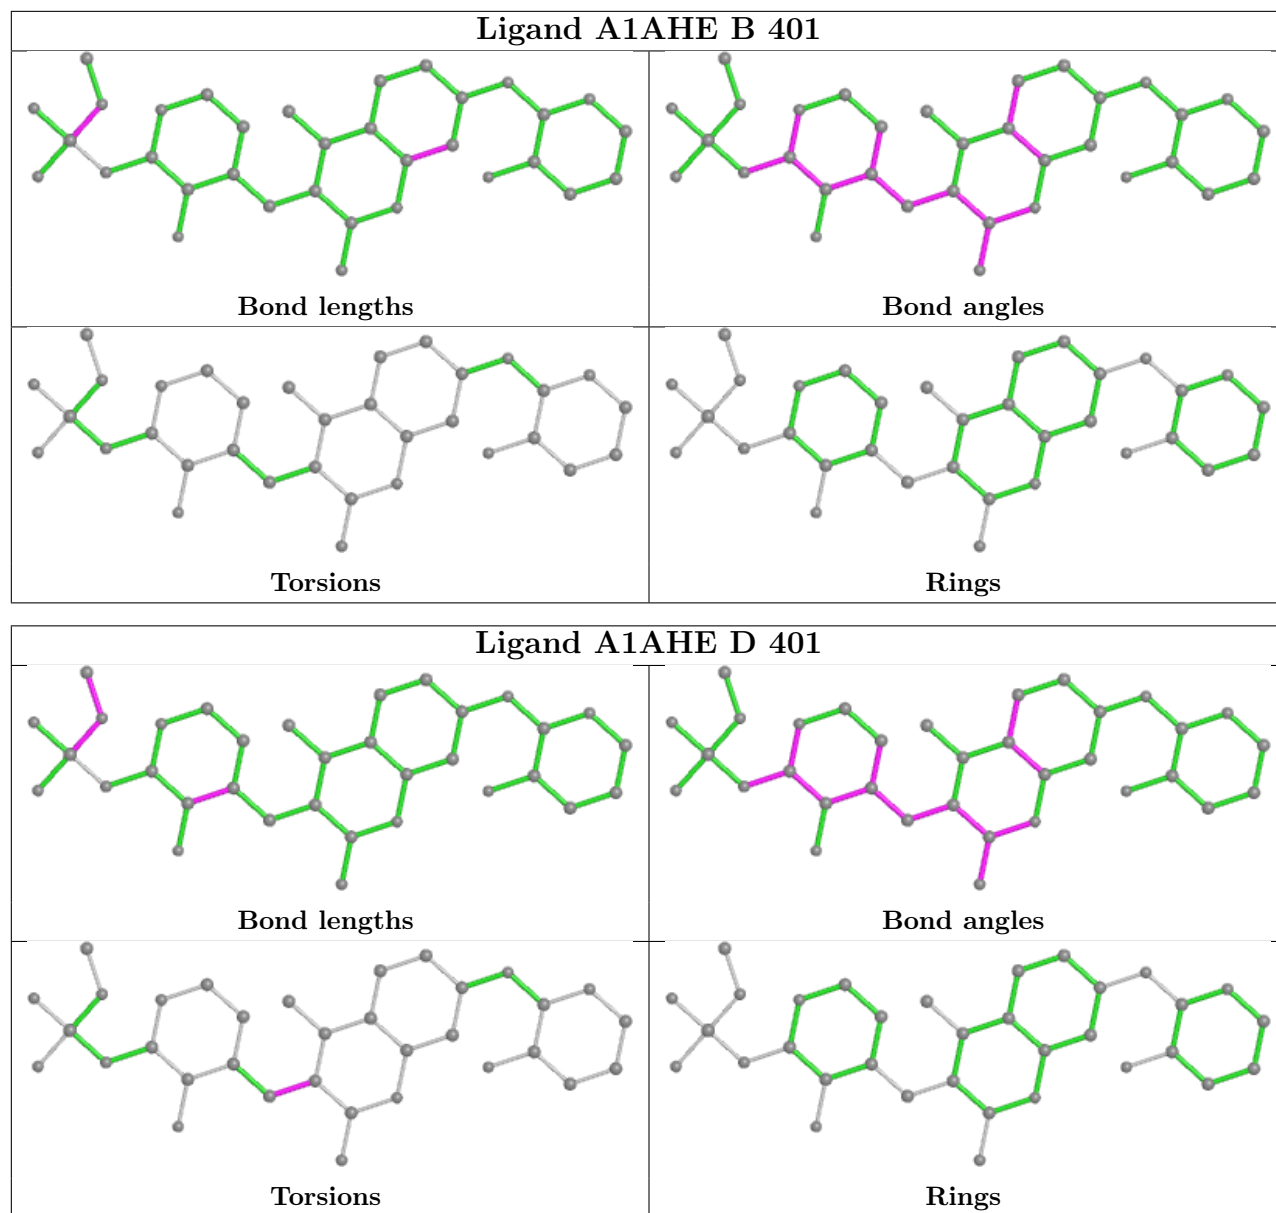 Ligand A1AHE B 401
Bond lengths
Bond angles
Torsions
Rings
Ligand A1AHE D 401
Bond lengths
Bond angles
Torsions
Rings